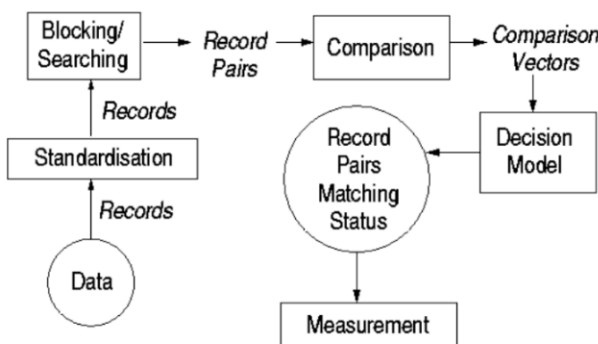 Blocking/
Searching
Record
Pairs
Comparison
Comparison
Vectors
Records
Record
Pairs
Matching
Status
Decision
Model
Standardisation
Records
Data
Measurement